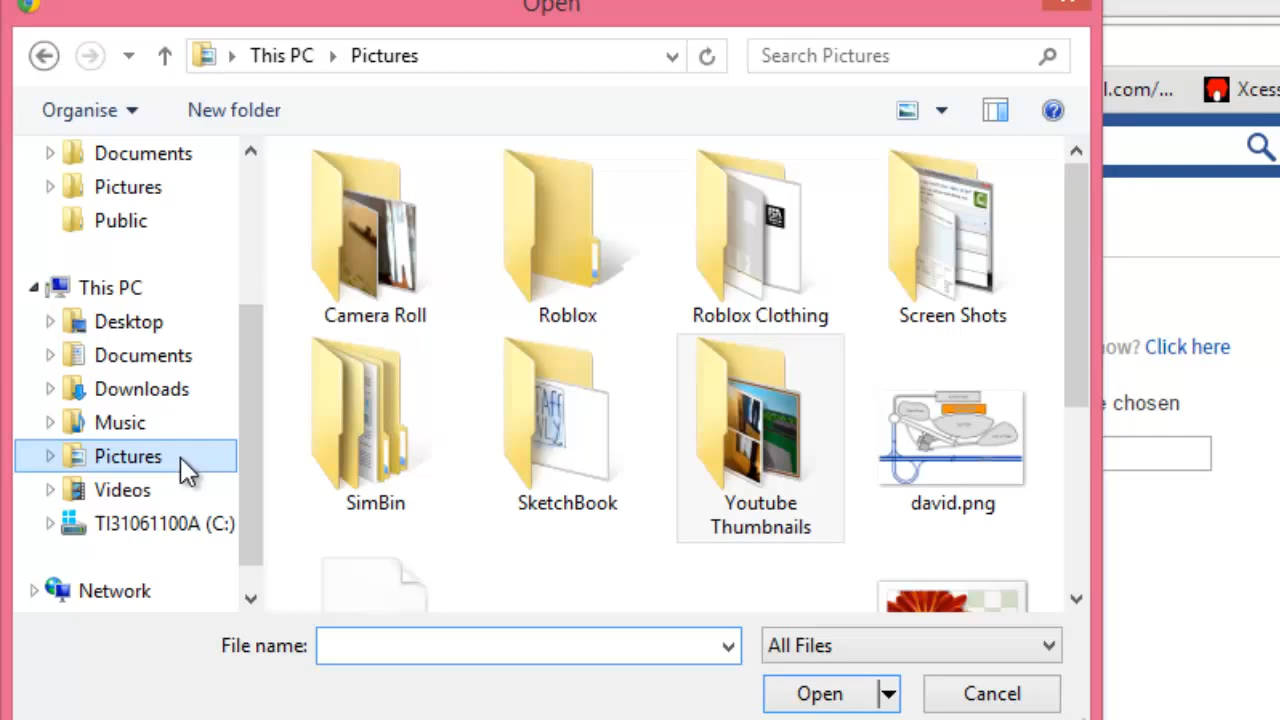 Open
This PC
Pictures
Search Pictures
l.com/...
Xces
Organise
New folder
Documents
Pictures
Public
This PC
Desktop
Documents
Downloads
Music
Pictures
Videos
TI31061100A (C:)
Network
Camera Roll
Roblox
Roblox Clothing
Screen Shots
SimBin
SketchBook
Youtube
Thumbnails
david.png
now? Click here
e chosen
File name:
All Files
Open
Cancel